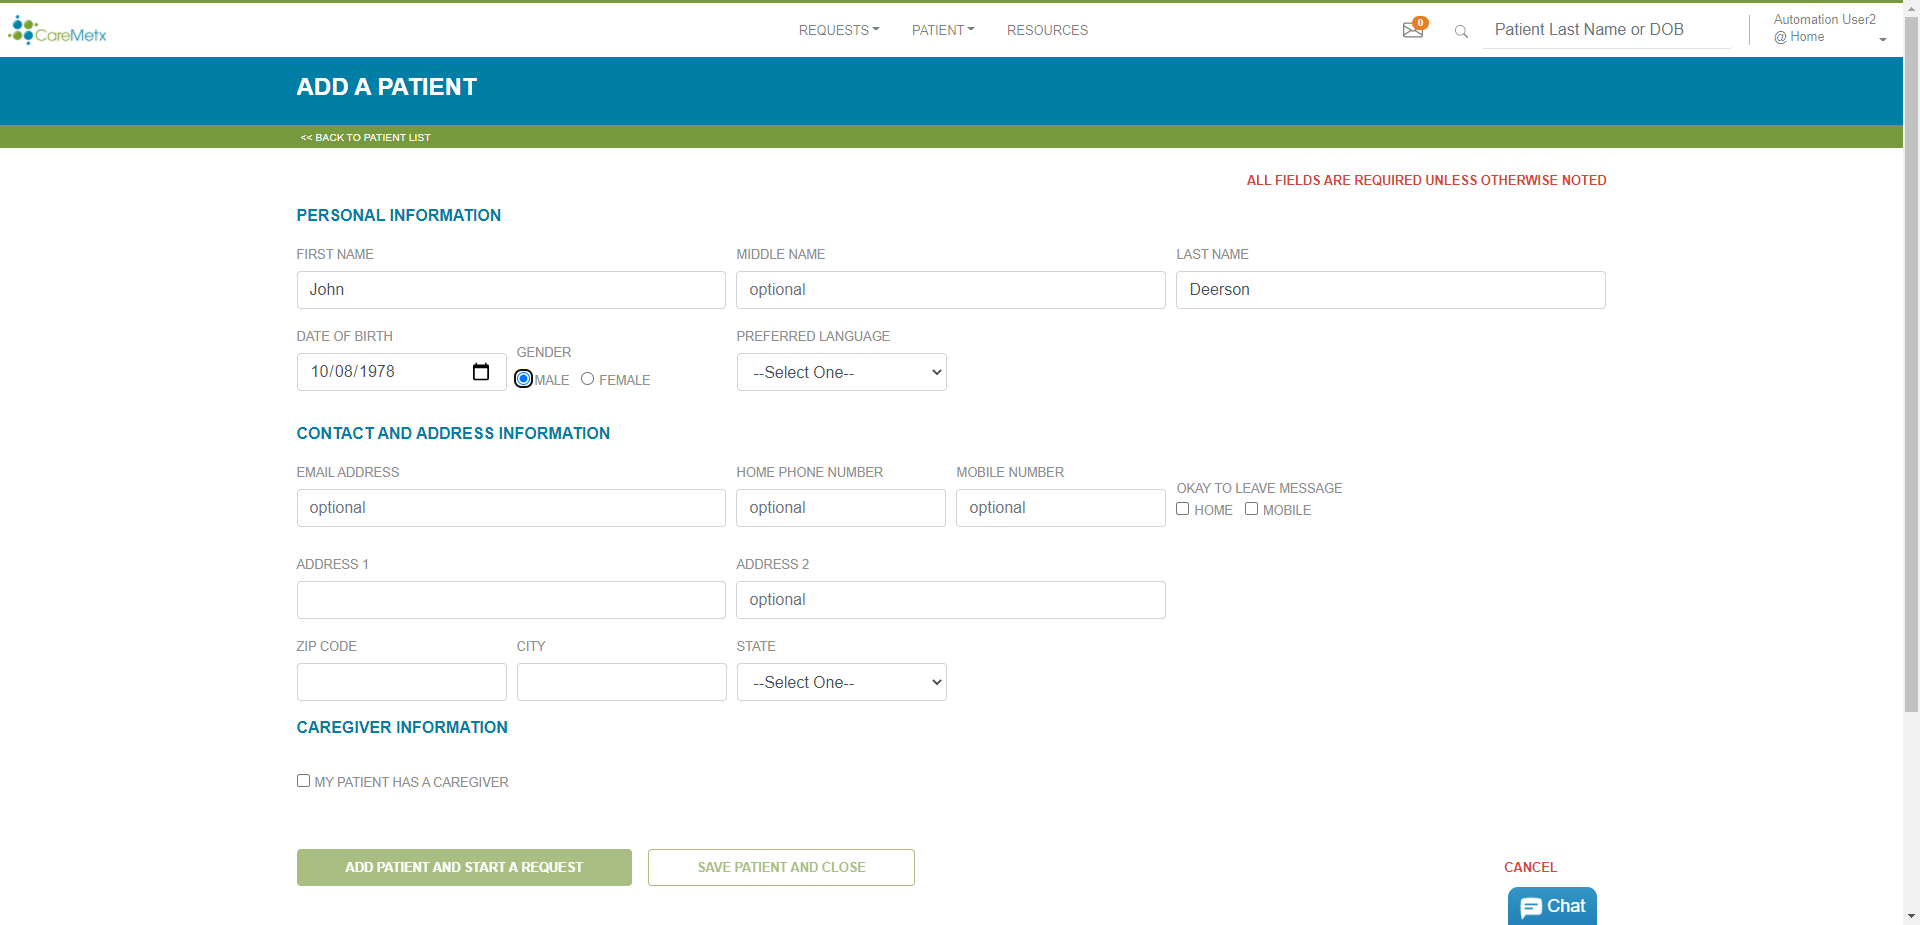 CareMetx
REQUESTS PATIENT RESOURCES
0
Patient Last Name or DOB
Automation User2
@ Home
ADD A PATIENT
<< BACK TO PATIENT LIST
ALL FIELDS ARE REQUIRED UNLESS OTHERWISE NOTED
PERSONAL INFORMATION
FIRST NAME MIDDLE NAME LAST NAME
John optional Deerson
DATE OF BIRTH GENDER PREFERRED LANGUAGE
10/08/1978 MALE FEMALE --Select One--
CONTACT AND ADDRESS INFORMATION
EMAIL ADDRESS HOME PHONE NUMBER MOBILE NUMBER OKAY TO LEAVE MESSAGE
optional optional optional HOME MOBILE
ADDRESS 1 ADDRESS 2
optional
ZIP CODE CITY STATE
--Select One--
CAREGIVER INFORMATION
MY PATIENT HAS A CAREGIVER
ADD PATIENT AND START A REQUEST SAVE PATIENT AND CLOSE CANCEL
Chat